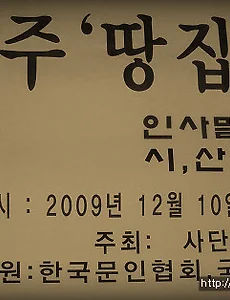 주 '땅집
인사말
시,산
시 : 2009년 12월 10일
주최: 사단
원:한국문인협회
http://